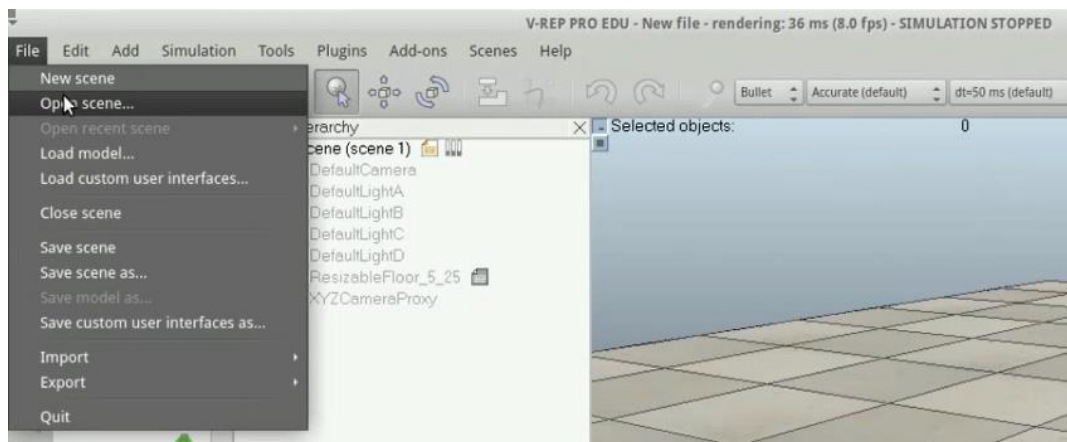 V-REP PRO EDU - New file - rendering: 36 ms (8.0 fps) - SIMULATION STOPPED
File Edit Add Simulation Tools Plugins Add-ons Scenes Help
Bullet Accurate (default) dt=50 ms (default)
New scene
Open scene...
Open recent scene
Load model...
Load custom user interfaces...
Close scene
Save scene
Save scene as...
Save model as...
Save custom user interfaces as...
Import
Export
Quit
erarchy
cene (scene 1)
DefaultCamera
DefaultLightA
DefaultLightB
DefaultLightC
DefaultLightD
ResizableFloor_5_25
XYZCameraProxy
Selected objects: 0